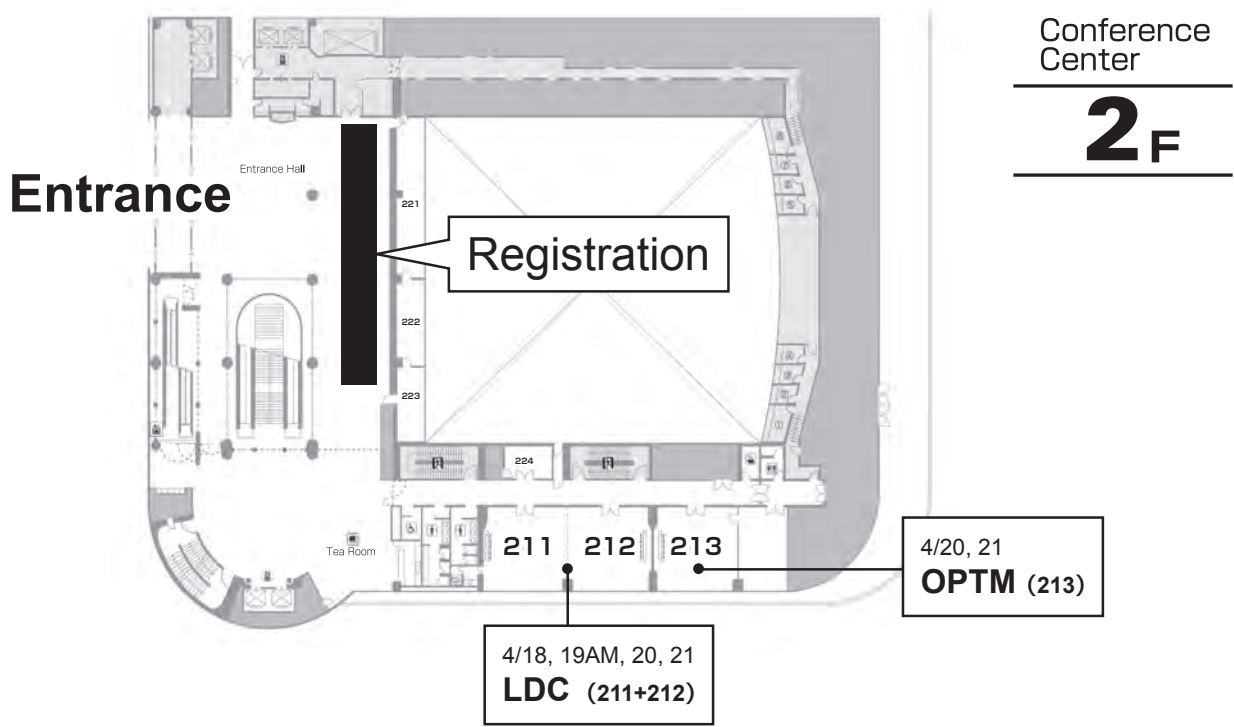 Conference
Center
2F
Entrance Hall
Entrance
221
Registration
222
223
224
211
212
213
Tea Room
4/20, 21
OPTM (213)
4/18, 19AM, 20, 21
LDC (211+212)